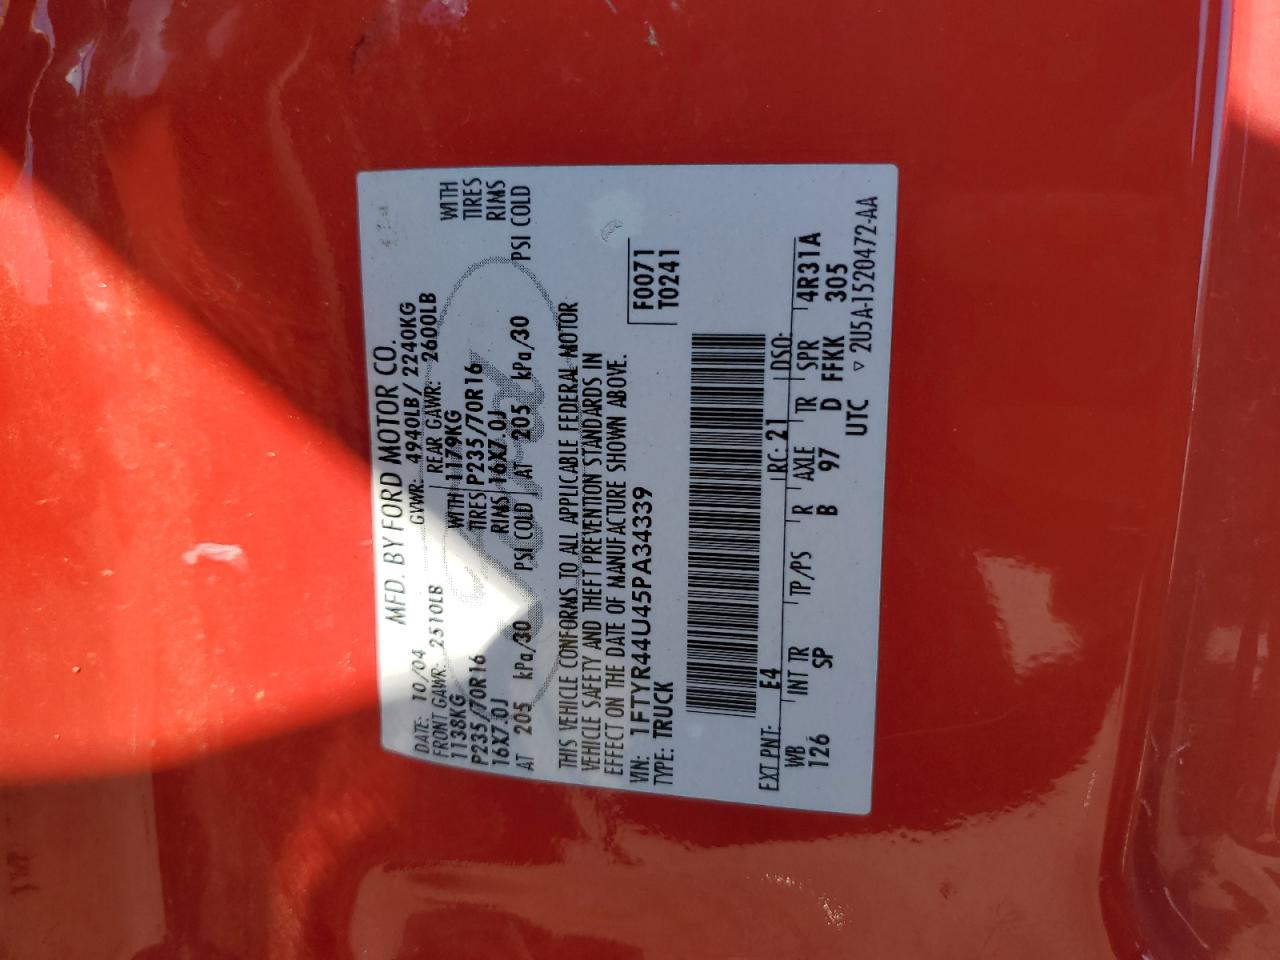 MFD. BY FORD MOTOR CO.
DATE: 10/04 GVWR: 4940LB/ 2240KG
FRONT GAWR: 2510LB REAR GAWR: 2600LB
1138KG WITH 1179KG WITH
P235/70R16 TIRES P235/70R16 TIRES
16X7.0J RIMS 16X7.0J RIMS
AT 205 kPa/30 PSI COLD AT 205 kPa/30 PSI COLD
THIS VEHICLE CONFORMS TO ALL APPLICABLE FEDERAL MOTOR
VEHICLE SAFETY AND THEFT PREVENTION STANDARDS IN
EFFECT ON THE DATE OF MANUFACTURE SHOWN ABOVE.
VIN: 1FTYR44U45PA34339 F0071
TYPE: TRUCK T0241
EXT PNT: E4 RC: 21 DSO:
WB INT TR TP/PS R AXLE TR SPR 4R31A
126 SP B 97 D FFKK 305
UTC ▽ 2U5A-1520472-AA